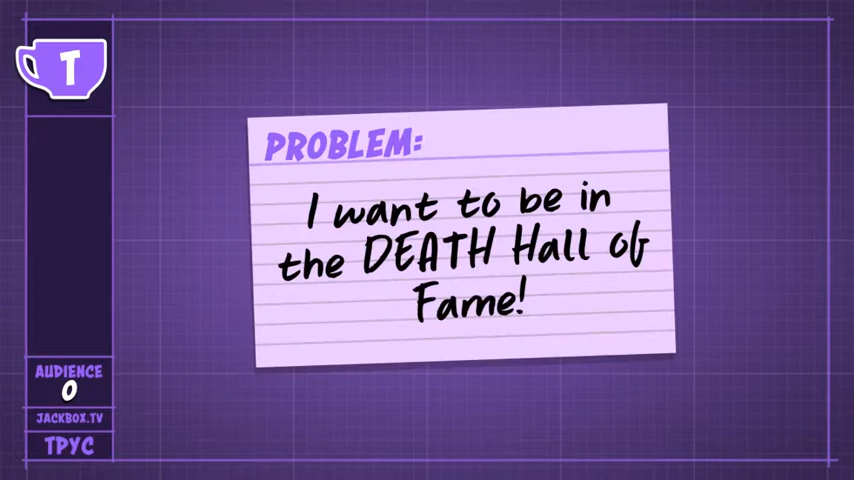 T
PROBLEM:
I want to be in
the DEATH Hall of
Fame!
AUDIENCE
0
JACKBOX.TV
TPYC